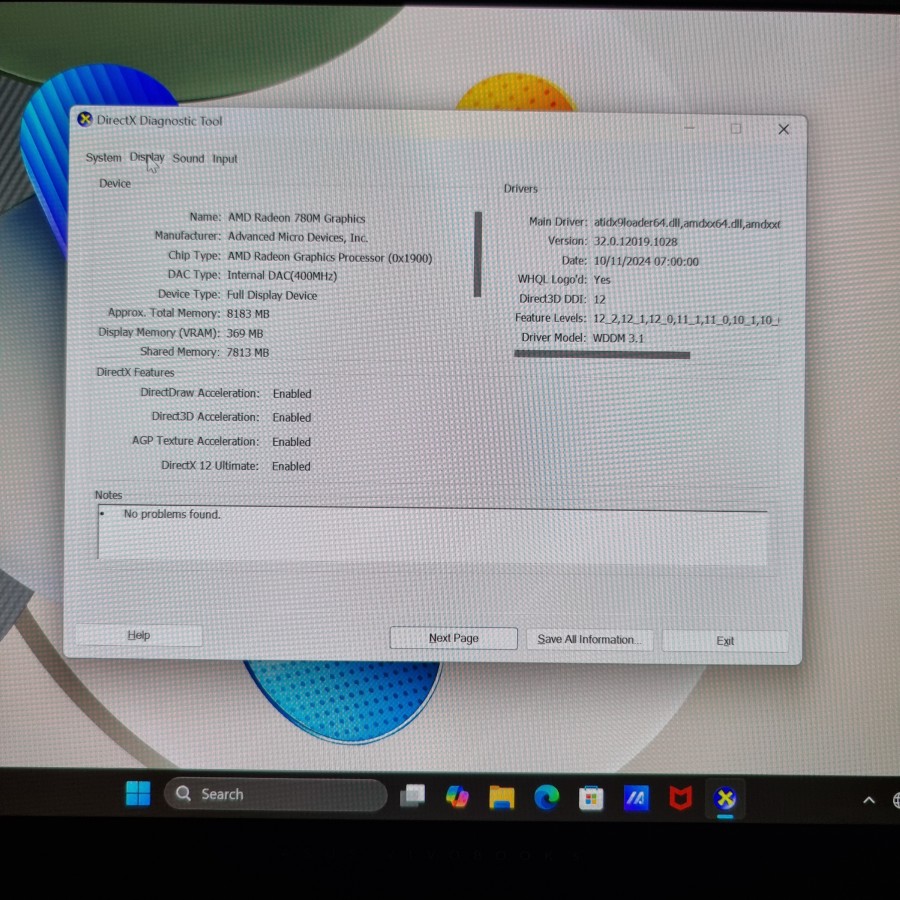 DirectX Diagnostic Tool
System Display Sound Input
Device
Name: AMD Radeon 780M Graphics
Manufacturer: Advanced Micro Devices, Inc.
Chip Type: AMD Radeon Graphics Processor (0x1900)
DAC Type: Internal DAC(400MHz)
Device Type: Full Display Device
Approx. Total Memory: 8183 MB
Display Memory (VRAM): 369 MB
Shared Memory: 7813 MB
Drivers
Main Driver: atidx9loader64.dll,amdxx64.dll,amdxx
Version: 32.0.12019.1028
Date: 10/11/2024 07:00:00
WHQL Logo'd: Yes
Direct3D DDI: 12
Feature Levels: 12_2,12_1,12_0,11_1,11_0,10_1,10_
Driver Model: WDDM 3.1
DirectX Features
DirectDraw Acceleration: Enabled
Direct3D Acceleration: Enabled
AGP Texture Acceleration: Enabled
DirectX 12 Ultimate: Enabled
Notes
• No problems found.
Help
Next Page
Save All Information...
Exit
Search